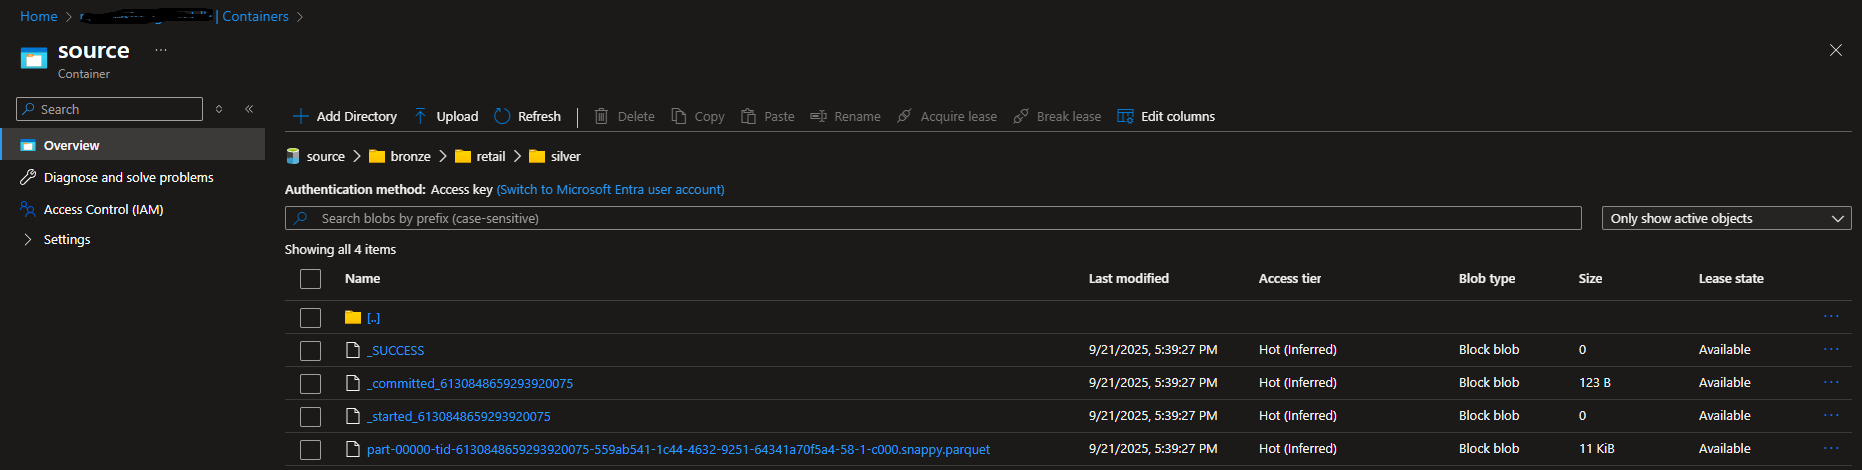 Home > | Containers >
source ...
Container
Search
Add Directory Upload Refresh Delete Copy Paste Rename Acquire lease Break lease Edit columns
Overview
Diagnose and solve problems
Access Control (IAM)
Settings
source > bronze > retail > silver
Authentication method: Access key (Switch to Microsoft Entra user account)
Search blobs by prefix (case-sensitive)
Only show active objects
Showing all 4 items
Name Last modified Access tier Blob type Size Lease state
[..] ...
_SUCCESS 9/21/2025, 5:39:27 PM Hot (Inferred) Block blob 0 Available ...
_committed_6130848659293920075 9/21/2025, 5:39:27 PM Hot (Inferred) Block blob 123 B Available ...
_started_6130848659293920075 9/21/2025, 5:39:27 PM Hot (Inferred) Block blob 0 Available ...
part-00000-tid-6130848659293920075-559ab541-1c44-4632-9251-64341a70f5a4-58-1-c000.snappy.parquet 9/21/2025, 5:39:27 PM Hot (Inferred) Block blob 11 KiB Available ...